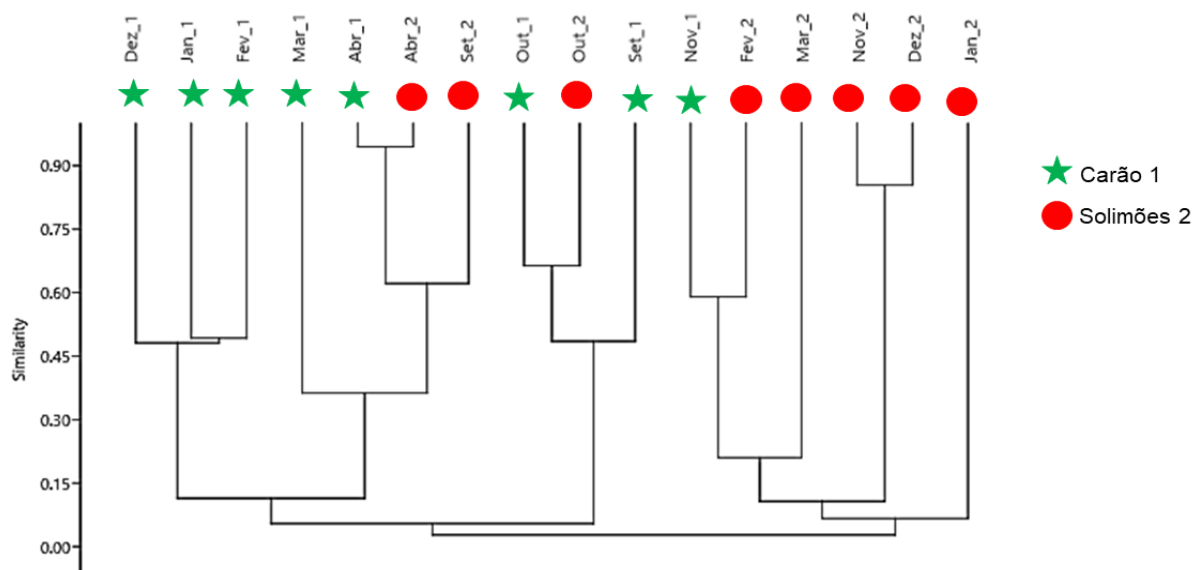 Dez_1
Jan_1
Fev_1
Mar_1
Abr_1
Abr_2
Set_2
Out_1
Out_2
Set_1
Nov_1
Fev_2
Mar_2
Nov_2
Dez_2
Jan_2
0.90
0.75
0.60
0.45
0.30
0.15
0.00
Similarity
Carão 1
Solimões 2